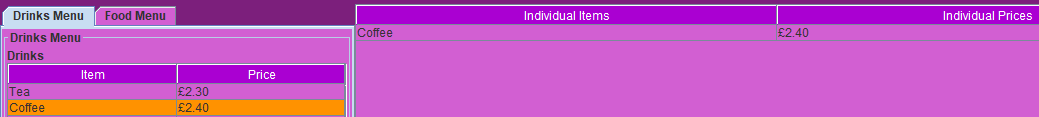 Drinks Menu Food Menu
Drinks Menu
Drinks
Item Price
Tea £2.30
Coffee £2.40
Individual Items Individual Prices
Coffee £2.40